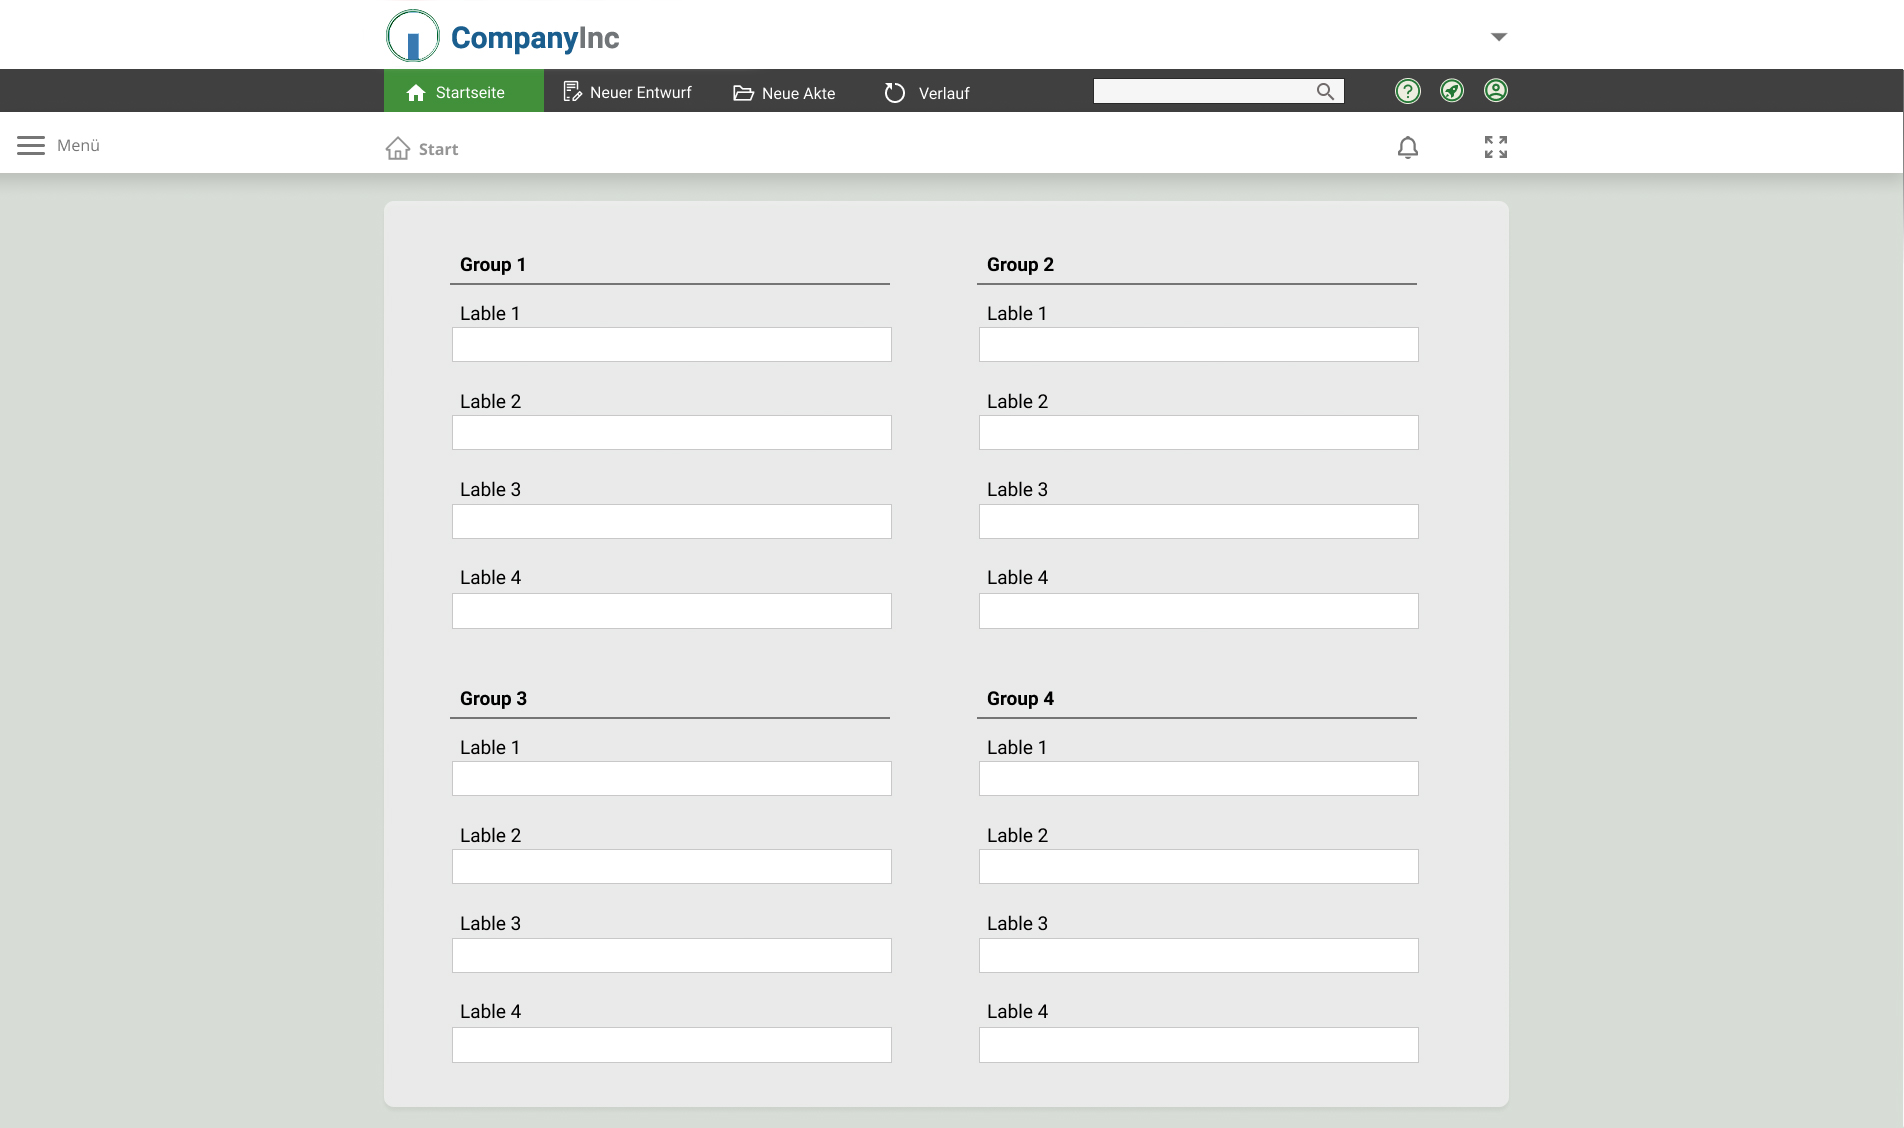 CompanyInc
Startseite
Neuer Entwurf
Neue Akte
Verlauf
?
Menü
Start
Group 1
Lable 1
Lable 2
Lable 3
Lable 4
Group 2
Lable 1
Lable 2
Lable 3
Lable 4
Group 3
Lable 1
Lable 2
Lable 3
Lable 4
Group 4
Lable 1
Lable 2
Lable 3
Lable 4